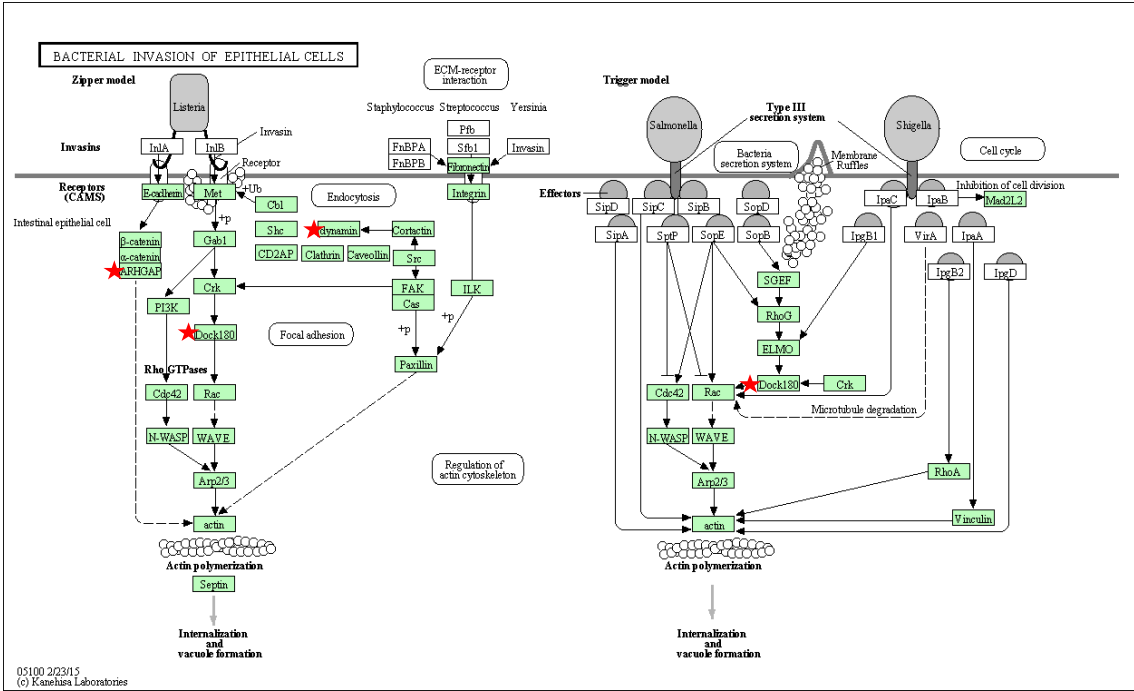 BACTERIAL INVASION OF EPITHELIAL CELLS
Zipper model
Listeria
ECM-receptor
interaction
Staphylococcus Streptococcus Yersinia
Invasins
InlA
InlB
Invasin
Receptor
FnBPA
FnBPB
Pfb
Sfb1
Fibronectin
Invasin
Receptors
(CAMS)
E-cadherin
Met
+Ub
Cbl
Endocytosis
Integrin
Intestinal epithelial cell
+p
β-catenin
α-catenin
ARHGAP
Gab1
Shc
CD2AP
dynamin
Cortactin
Clathrin
Caveolin
Src
Crk
FAK
Cas
ILK
PI3K
Dock180
Focal adhesion
+p
+p
Paxillin
Rho GTPases
Cdc42
Rac
N-WASP
WAVE
Arp2/3
Regulation of
actin cytoskeleton
actin
Actin polymerization
Septin
Internalization
and
vacuole formation
Trigger model
Salmonella
Type III
secretion system
Shigella
Bacteria
secretion system
Membrane
Ruffles
Cell cycle
Effectors
SipD
SipC
SipB
SopD
IpaC
IpaB
Inhibition of cell division
Mad2L2
SipA
SptP
SopE
SopB
IpgB1
VirA
IpaA
IpgB2
IpgD
SGEF
RhoG
ELMO
Dock180
Crk
Cdc42
Rac
Microtubule degradation
N-WASP
WAVE
Arp2/3
RhoA
Vinculin
actin
Actin polymerization
Internalization
and
vacuole formation
05100 2/23/15
(c) Kanehisa Laboratories